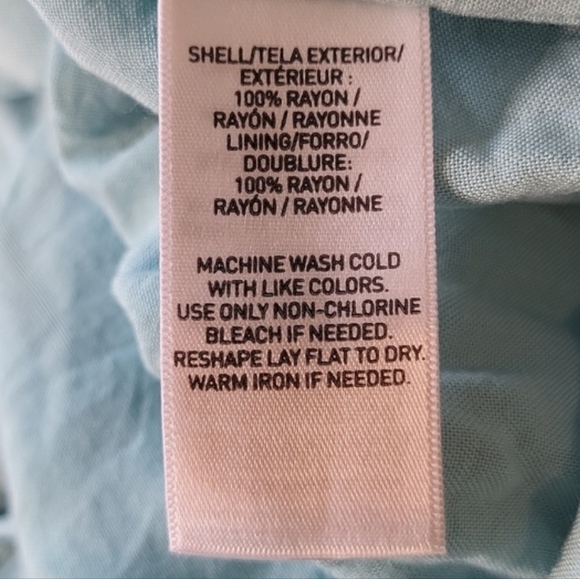 SHELL/TELA EXTERIOR/
EXTÉRIEUR :
100% RAYON /
RAYÓN / RAYONNE
LINING/FORRO/
DOUBLURE:
100% RAYON /
RAYÓN / RAYONNE
MACHINE WASH COLD
WITH LIKE COLORS.
USE ONLY NON-CHLORINE
BLEACH IF NEEDED.
RESHAPE LAY FLAT TO DRY.
WARM IRON IF NEEDED.